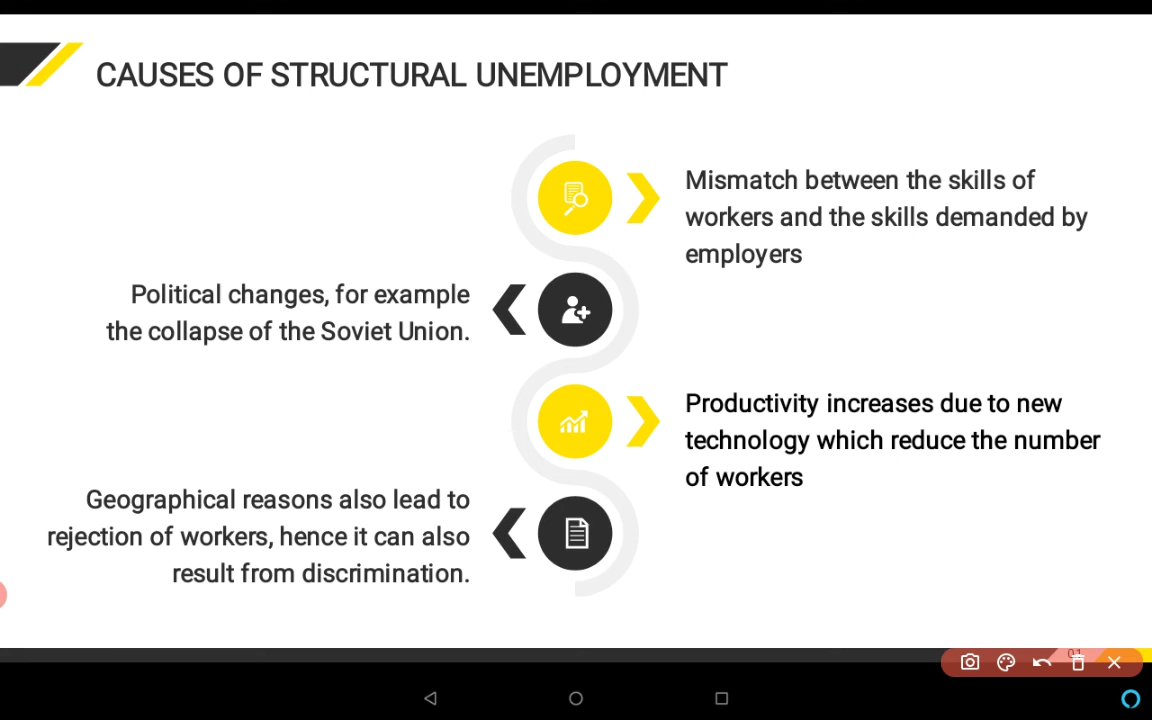 CAUSES OF STRUCTURAL UNEMPLOYMENT
Mismatch between the skills of
workers and the skills demanded by
employers
Political changes, for example
the collapse of the Soviet Union.
Productivity increases due to new
technology which reduce the number
of workers
Geographical reasons also lead to
rejection of workers, hence it can also
result from discrimination.